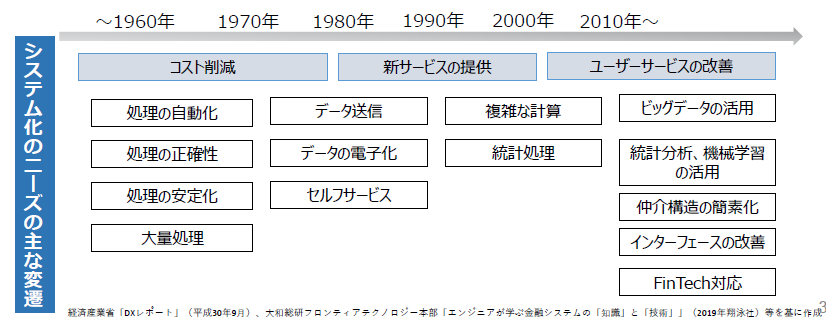 ～1960年 1970年 1980年 1990年 2000年 2010年～
システム化のニーズの主な変遷
コスト削減
新サービスの提供
ユーザーサービスの改善
処理の自動化
処理の正確性
処理の安定化
大量処理
データ送信
データの電子化
セルフサービス
複雑な計算
統計処理
ビッグデータの活用
統計分析、機械学習
の活用
仲介構造の簡素化
インターフェースの改善
FinTech対応
経済産業省「DXレポート」（平成30年9月）、大和総研フロンティアテクノロジー本部「エンジニアが学ぶ金融システムの「知識」と「技術」」（2019年翔泳社）等を基に作成
3